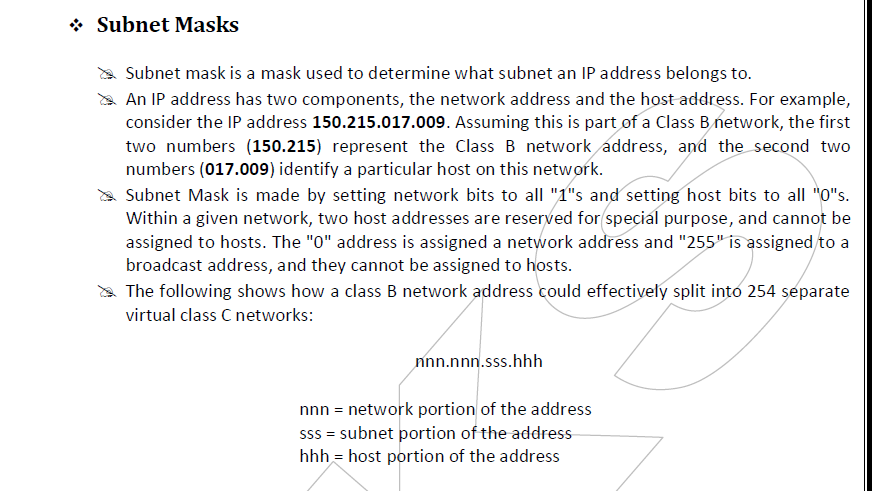 Subnet Masks
Subnet mask is a mask used to determine what subnet an IP address belongs to.
An IP address has two components, the network address and the host address. For example,
consider the IP address 150.215.017.009. Assuming this is part of a Class B network, the first
two numbers (150.215) represent the Class B network address, and the second two
numbers (017.009) identify a particular host on this network.
Subnet Mask is made by setting network bits to all "1"s and setting host bits to all "0"s.
Within a given network, two host addresses are reserved for special purpose, and cannot be
assigned to hosts. The "0" address is assigned a network address and "255" is assigned to a
broadcast address, and they cannot be assigned to hosts.
The following shows how a class B network address could effectively split into 254 separate
virtual class C networks:
nnn.nnn.sss.hhh
nnn = network portion of the address
sss = subnet portion of the address
hhh = host portion of the address